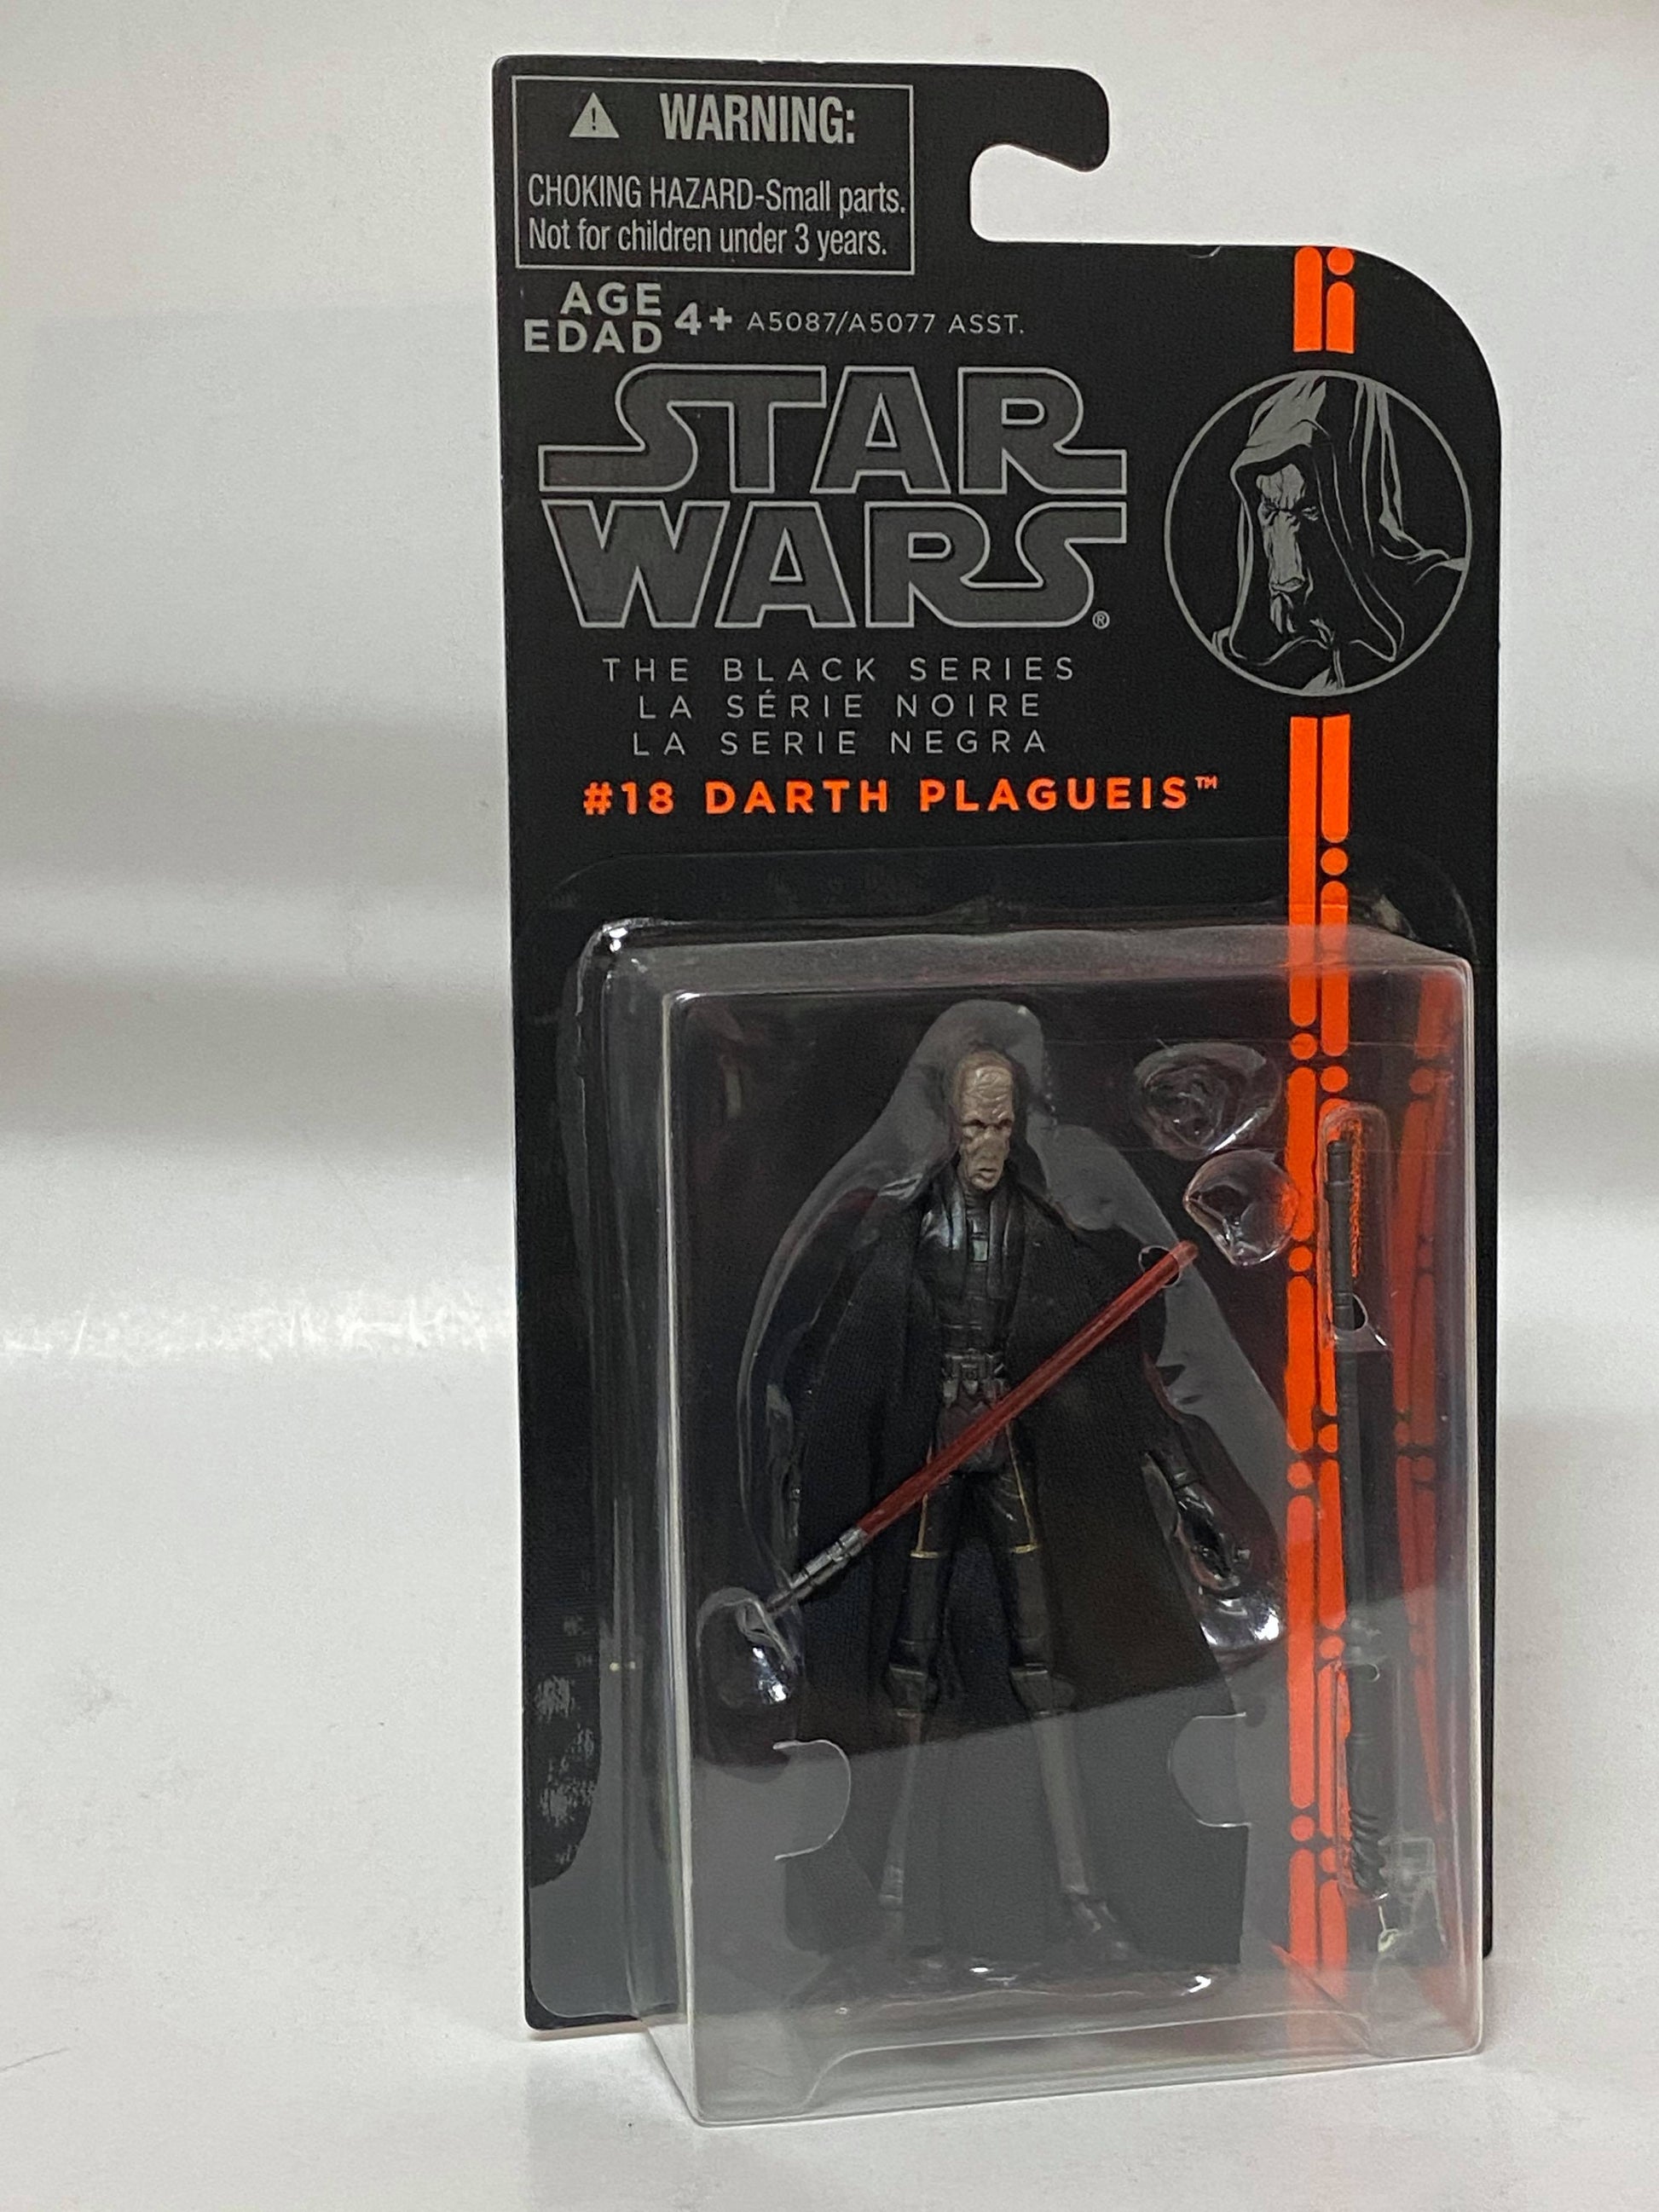 WARNING:
CHOKING HAZARD-Small parts.
Not for children under 3 years.
AGE
EDAD 4+ A5087/A5077 ASST.
STAR
WARS®
THE BLACK SERIES
LA SÉRIE NOIRE
LA SERIE NEGRA
#18 DARTH PLAGUEIS™